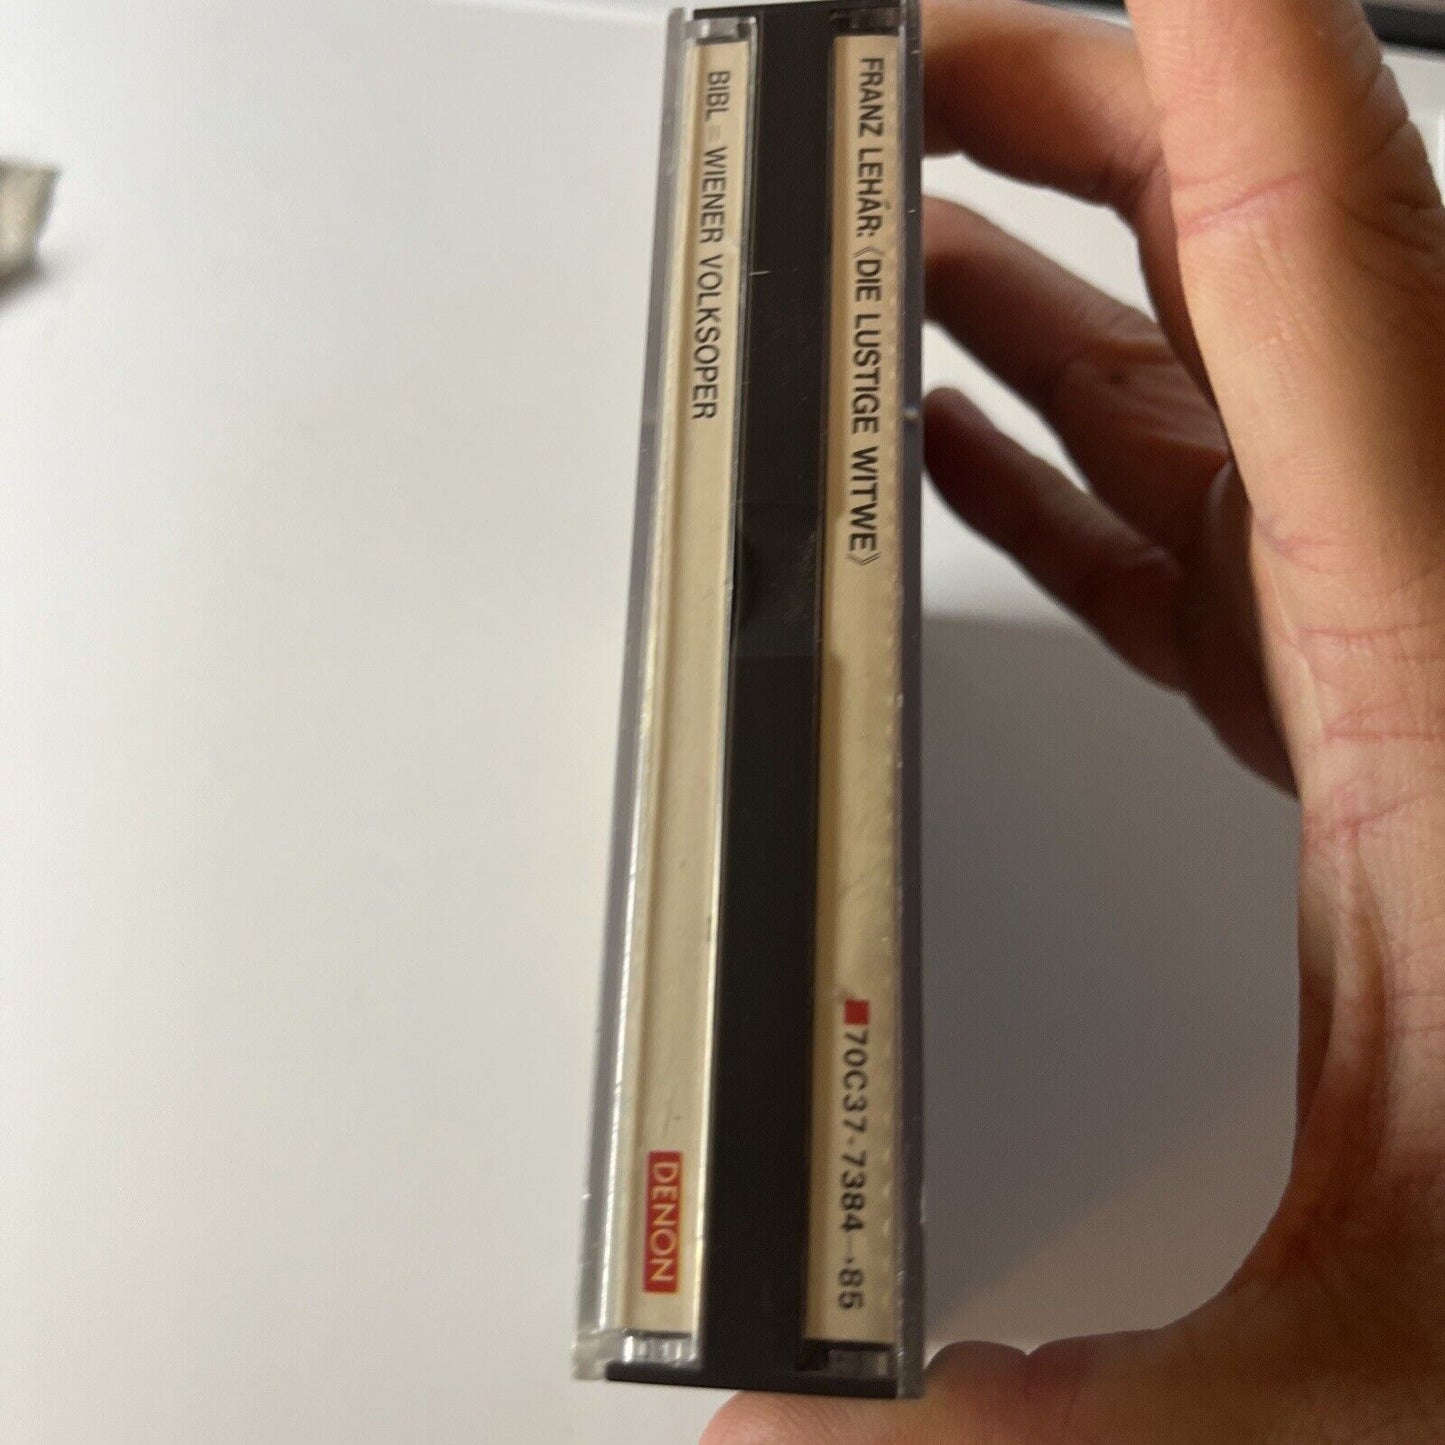 FRANZ LEHÁR:《DIE LUSTIGE WITWE》
■70C37-7384→85
BIBL = WIENER VOLKSOPER
DENON